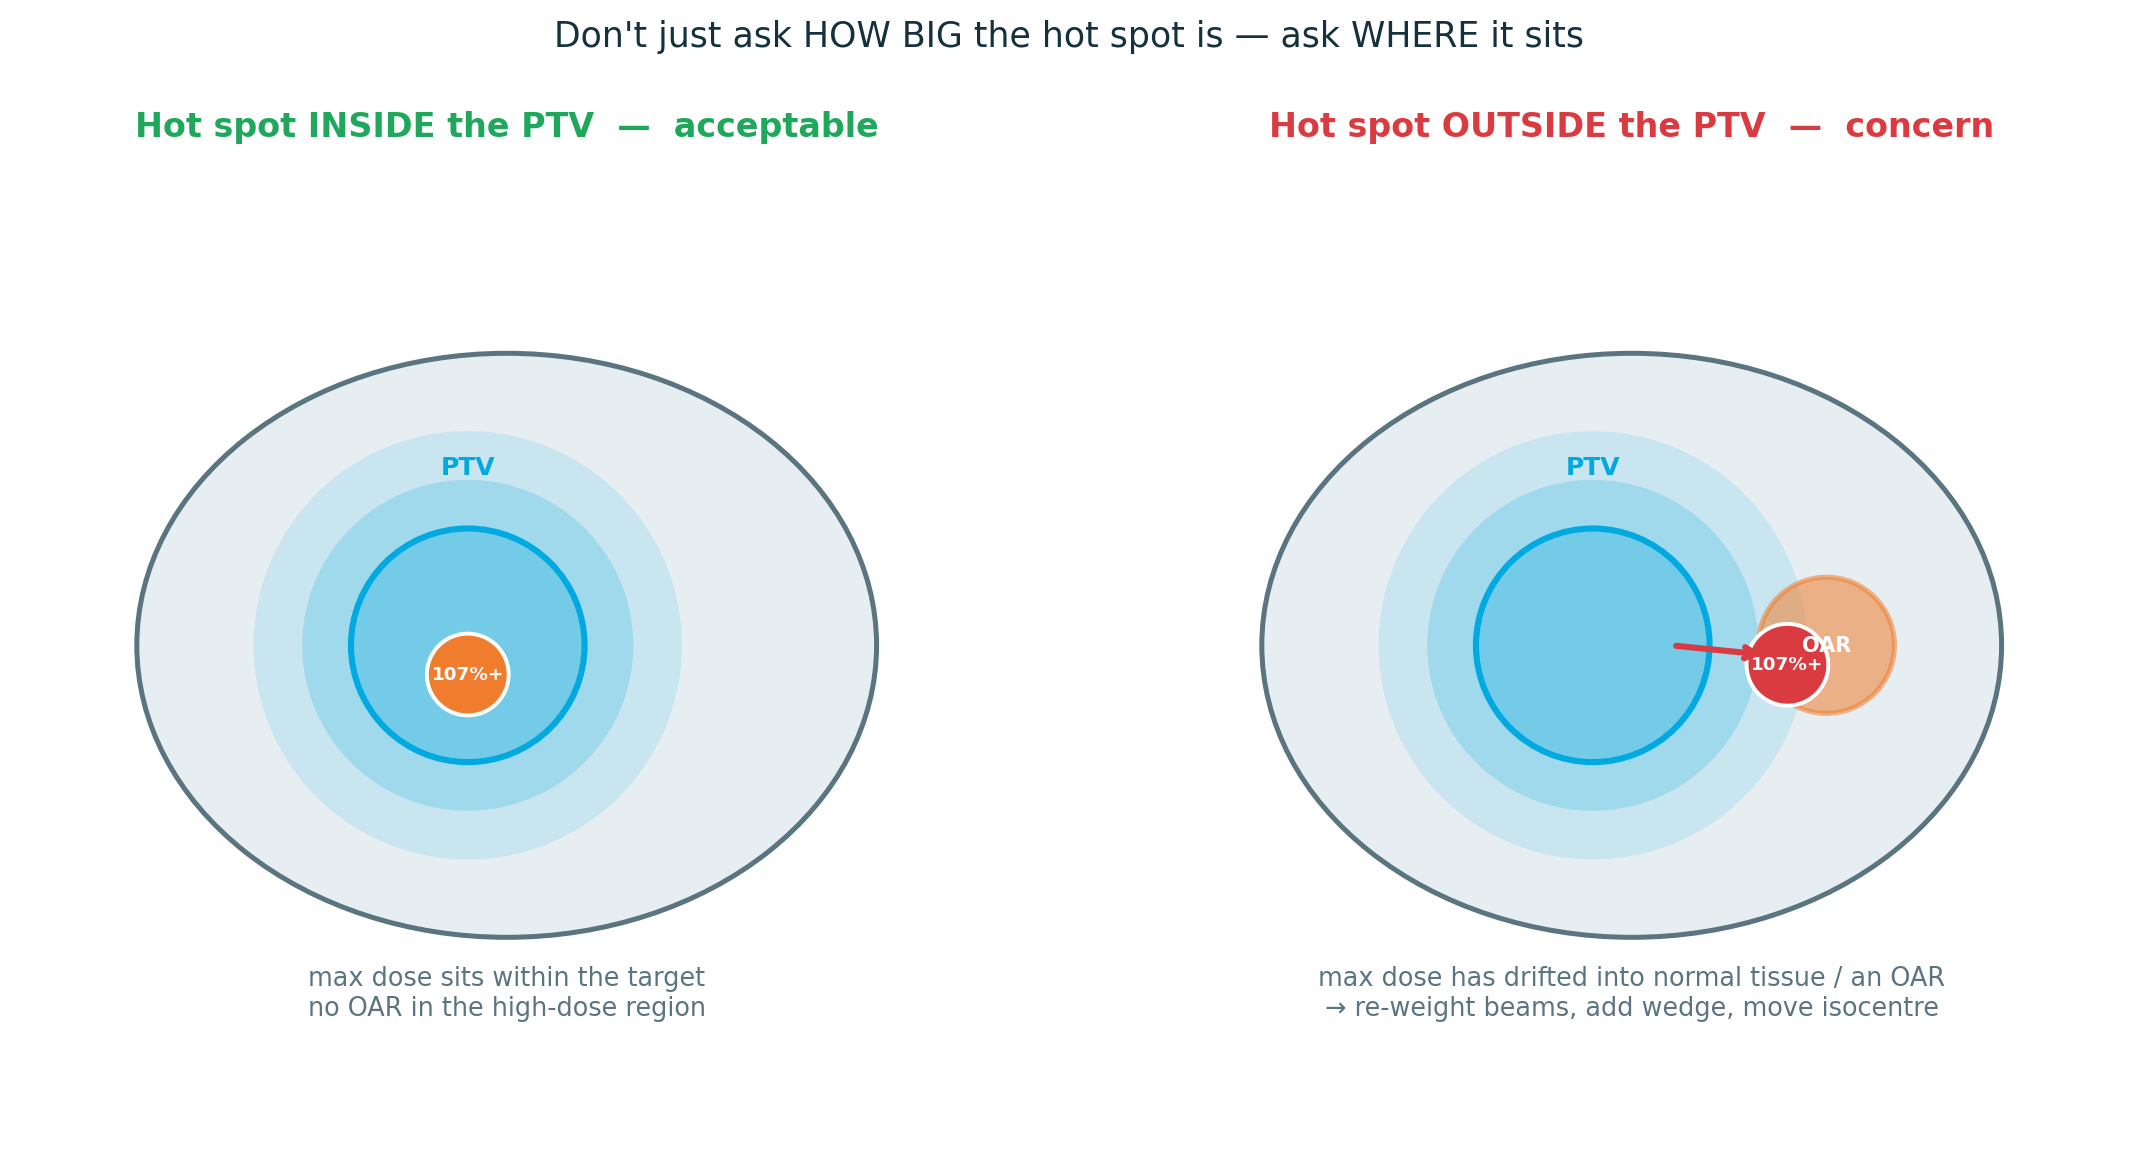 Don't just ask HOW BIG the hot spot is — ask WHERE it sits
Hot spot INSIDE the PTV — acceptable
PTV
107%+
max dose sits within the target
no OAR in the high-dose region
Hot spot OUTSIDE the PTV — concern
PTV
OAR
107%+
max dose has drifted into normal tissue / an OAR
→ re-weight beams, add wedge, move isocentre